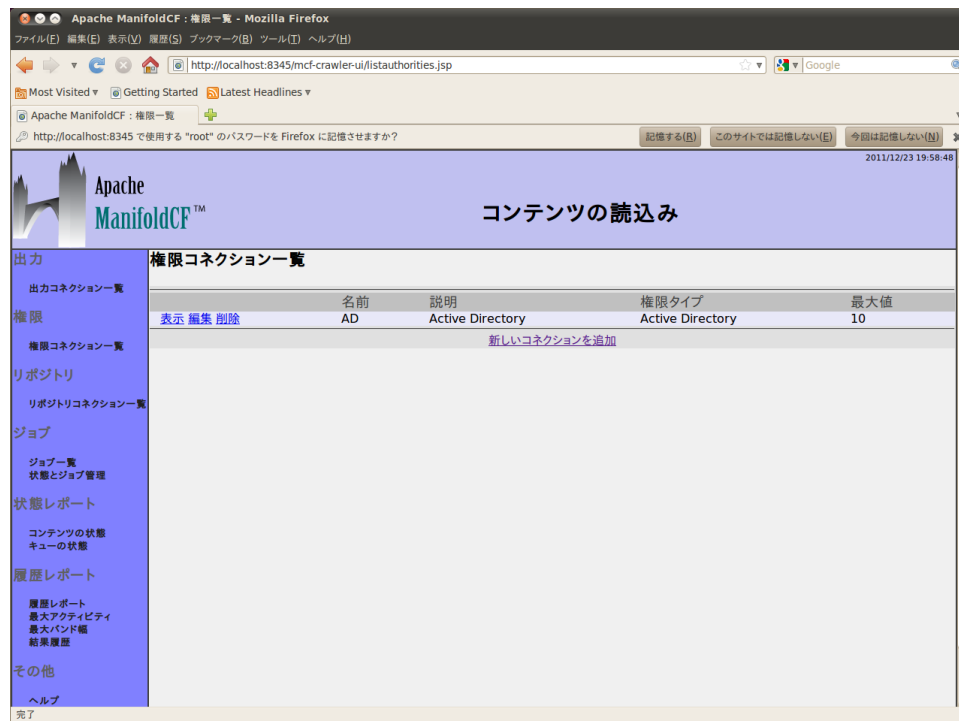 Apache ManifoldCF : 権限一覧 - Mozilla Firefox
ファイル(F) 編集(E) 表示(V) 履歴(S) ブックマーク(B) ツール(T) ヘルプ(H)
http://localhost:8345/mcf-crawler-ui/listauthorities.jsp
Google
Most Visited Getting Started Latest Headlines
Apache ManifoldCF : 権限一覧
http://localhost:8345 で使用する "root" のパスワードを Firefox に記憶させますか?
記憶する(R) このサイトでは記憶しない(E) 今回は記憶しない(N)
2011/12/23 19:58:48
Apache
ManifoldCF™
コンテンツの読込み
出力
出力コネクション一覧
権限
権限コネクション一覧
リポジトリ
リポジトリコネクション一覧
ジョブ
ジョブ一覧
状態とジョブ管理
状態レポート
コンテンツの状態
キューの状態
履歴レポート
履歴レポート
最大アクティビティ
最大バンド幅
結果履歴
その他
ヘルプ
権限コネクション一覧
名前 説明 権限タイプ 最大値
表示 編集 削除 AD Active Directory Active Directory 10
新しいコネクションを追加
完了